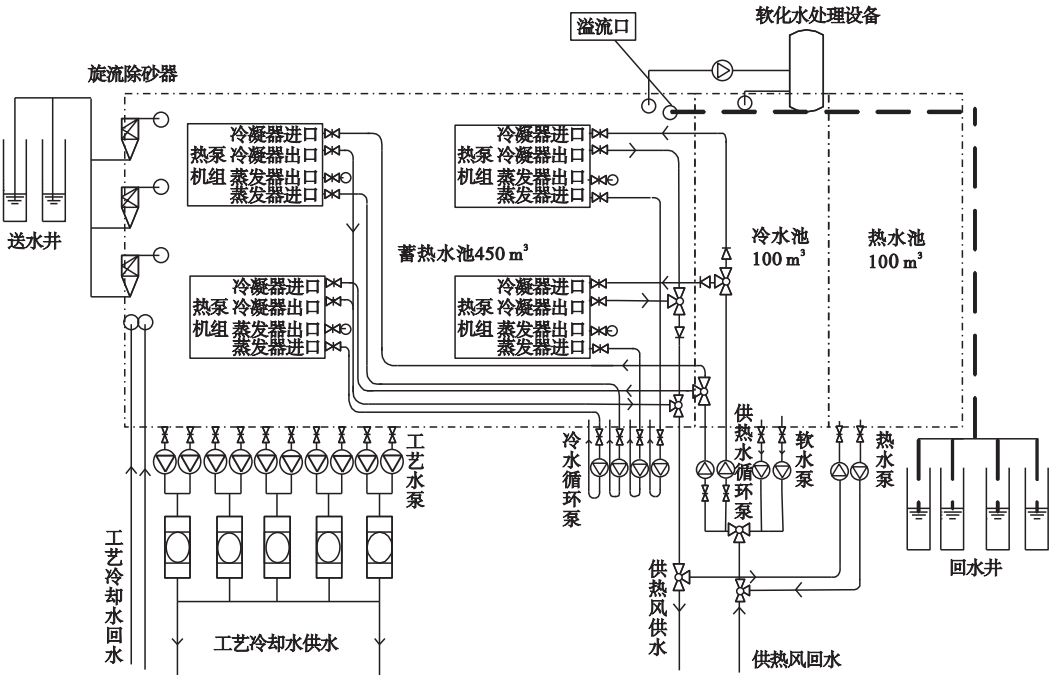 软化水处理设备
溢流口
旋流除砂器
冷凝器进口
热泵 冷凝器出口
机组 蒸发器出口
蒸发器进口
冷凝器进口
热泵 冷凝器出口
机组 蒸发器出口
蒸发器进口
送水井
蓄热水池450 m³
冷水池
100 m³
热水池
100 m³
冷凝器进口
热泵 冷凝器出口
机组 蒸发器出口
蒸发器进口
冷凝器进口
热泵 冷凝器出口
机组 蒸发器出口
蒸发器进口
工艺水泵
冷水循环泵
供热水循环泵
软水泵
热水泵
工艺冷却水回水
工艺冷却水供水
供热风供水
供热风回水
回水井